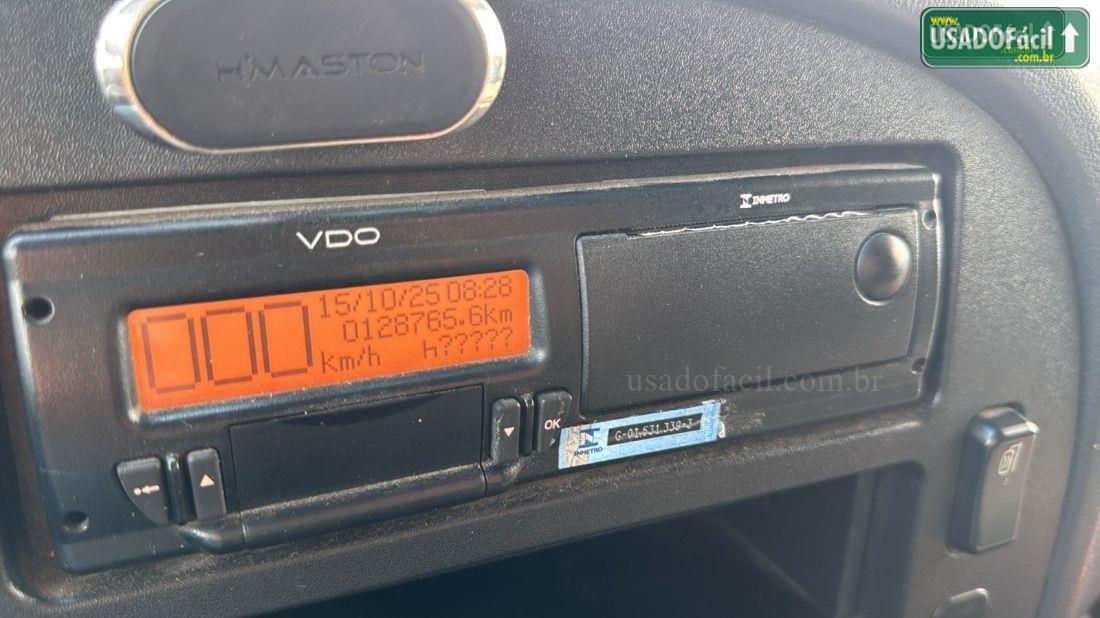 H'MASTON
www.
USADOFácil
.com.br
VDO
INMETRO
000
15/10/25 08:28
0128765.6km
km/h h?????
usadofacil.com.br
OK
INMETRO
G-01.531.339-3